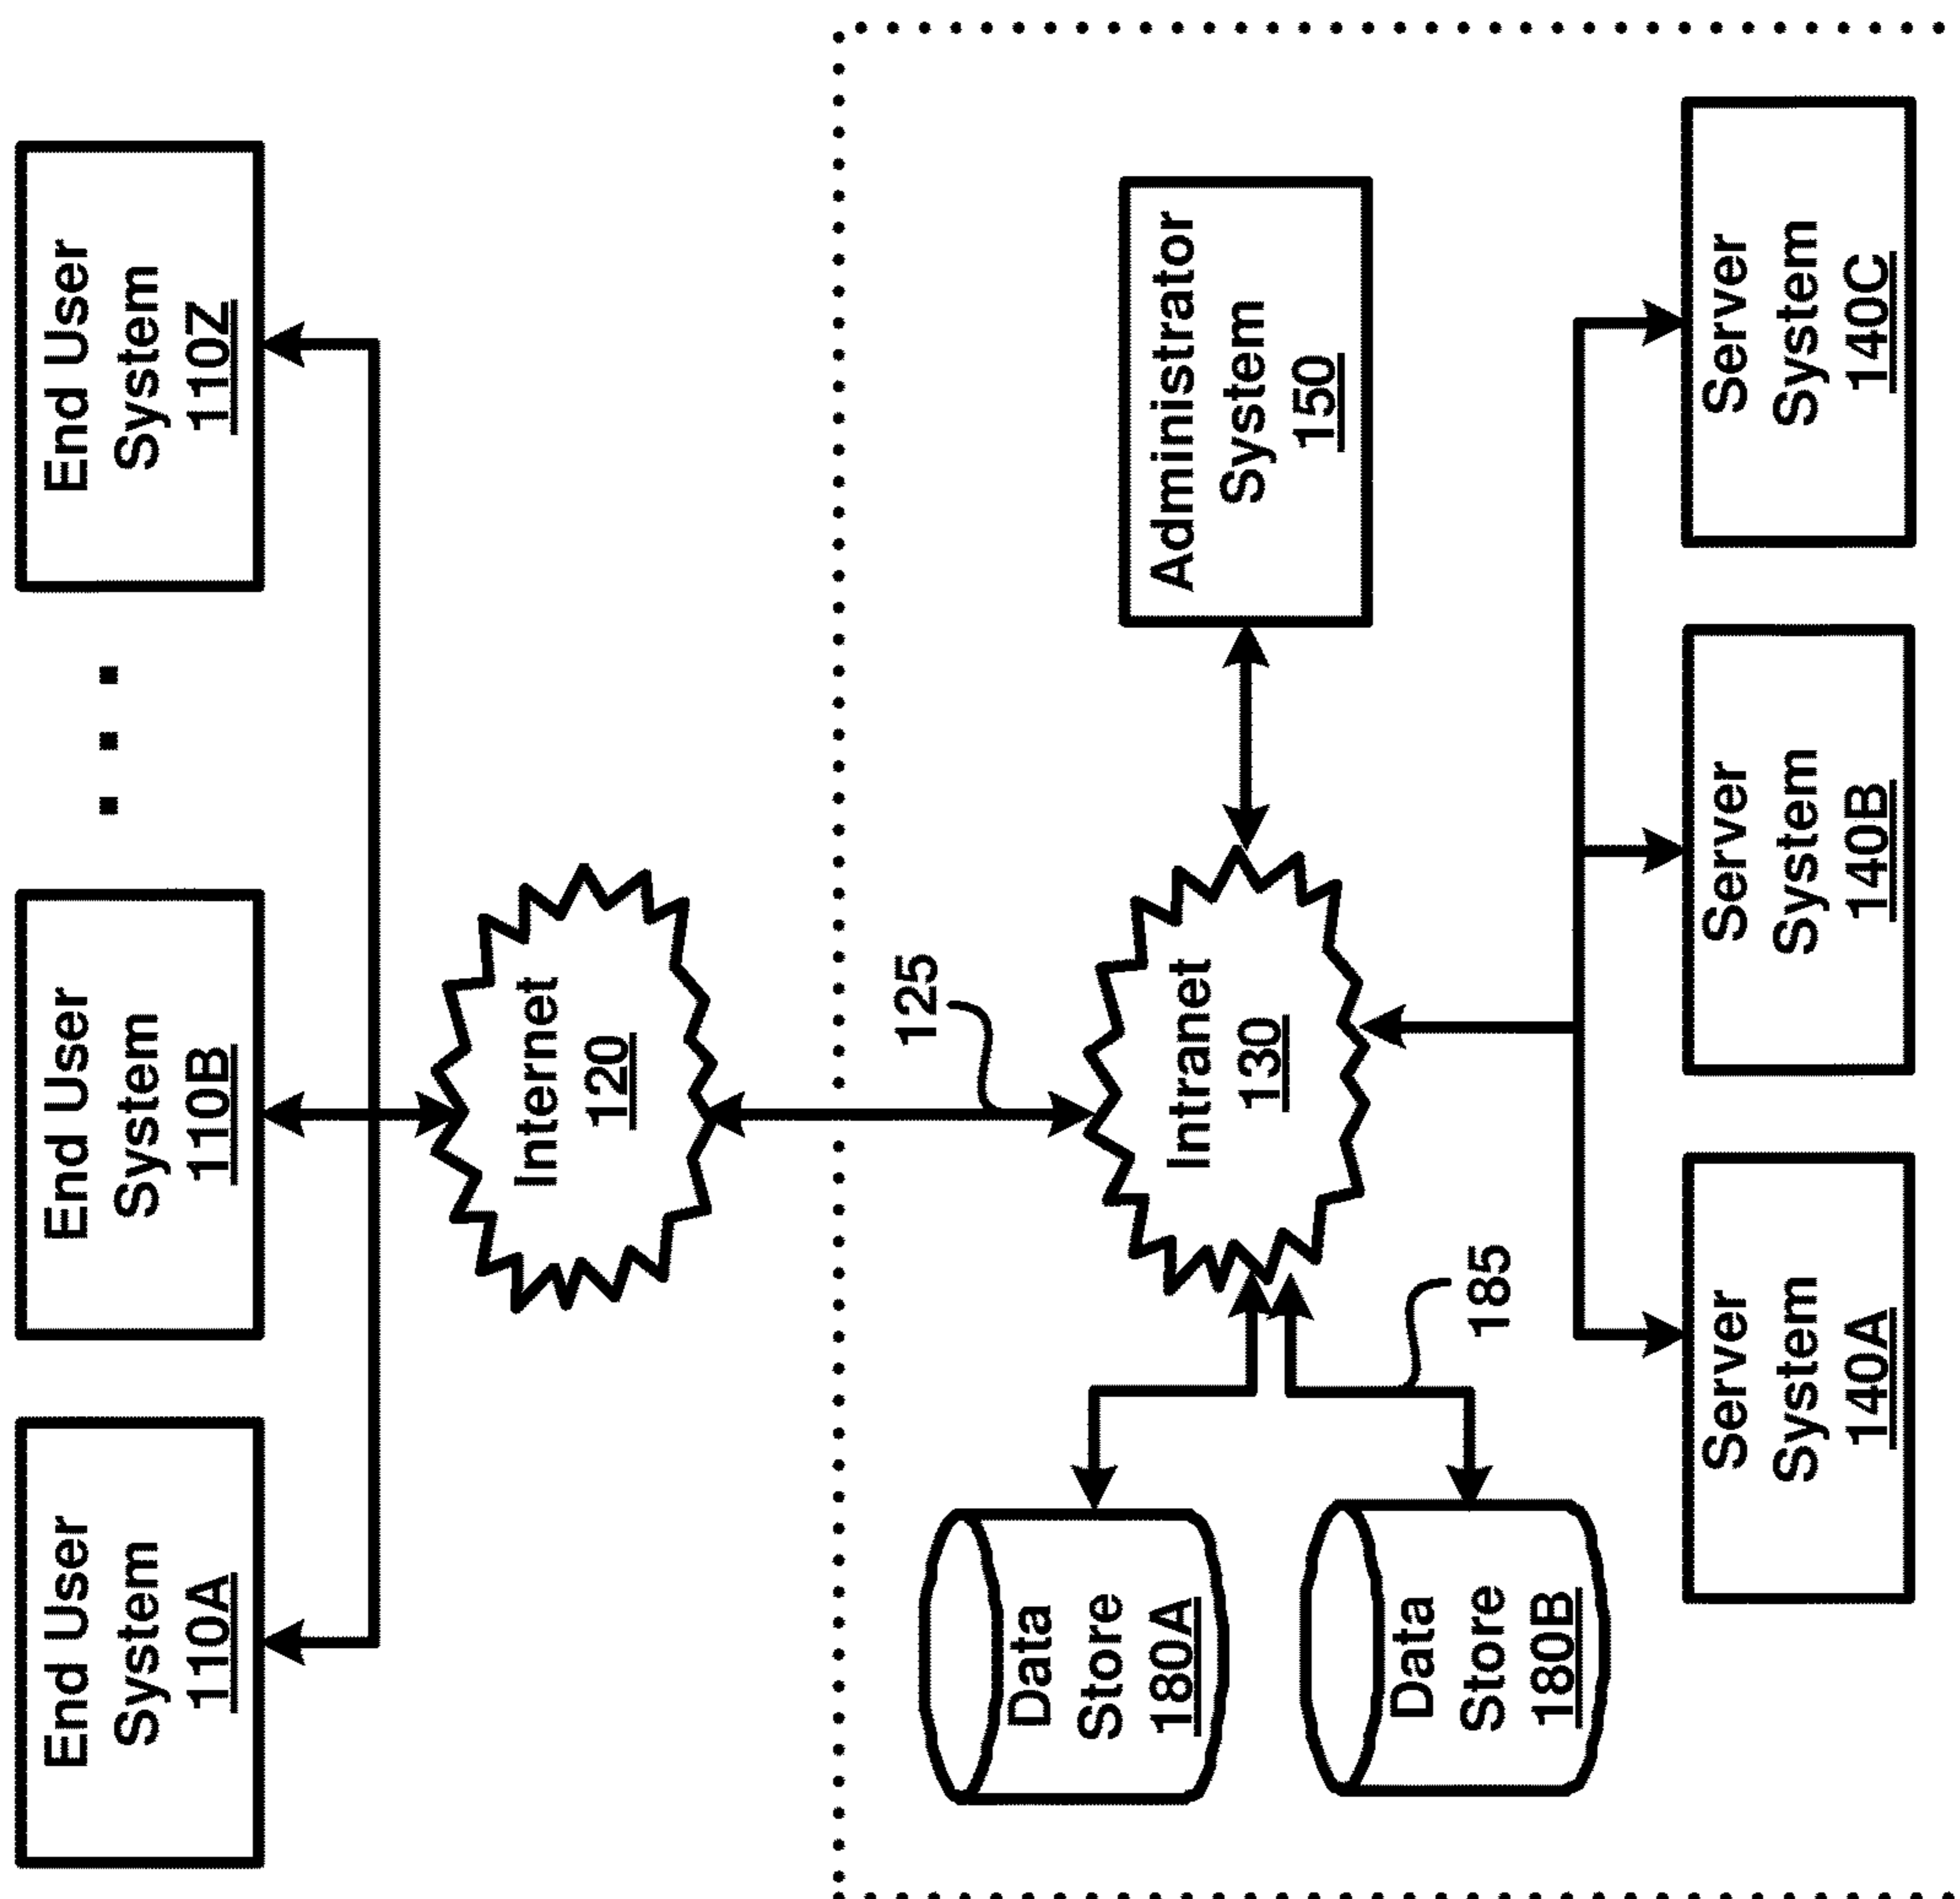 End User
System
110A
End User
System
110B
End User
System
110Z
Internet
120
125
Intranet
130
Administrator
System
150
Data
Store
180A
Data
Store
180B
185
Server
System
140A
Server
System
140B
Server
System
140C